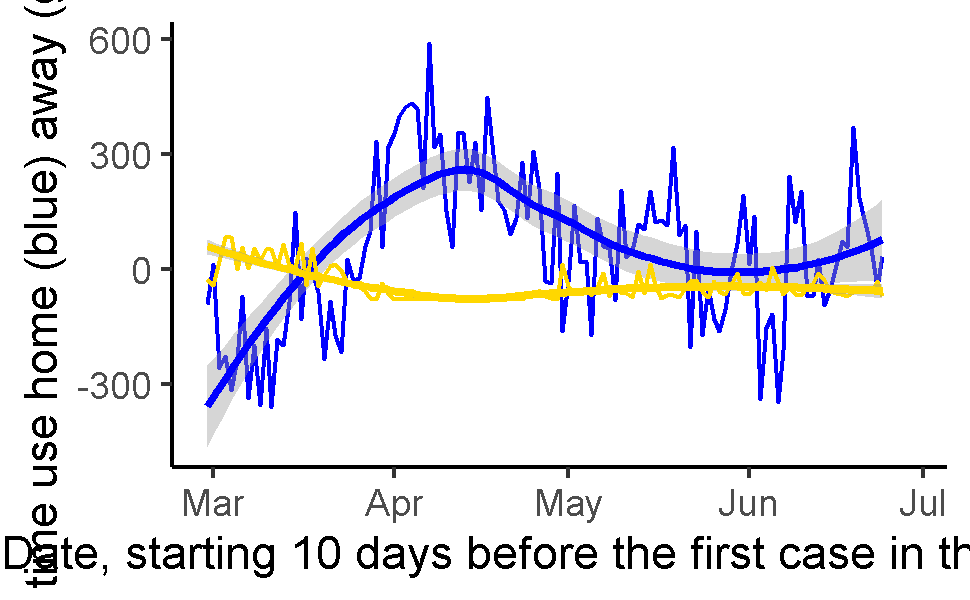 time use home (blue) away (
600
300
0
-300
Mar Apr May Jun Jul
Date, starting 10 days before the first case in th